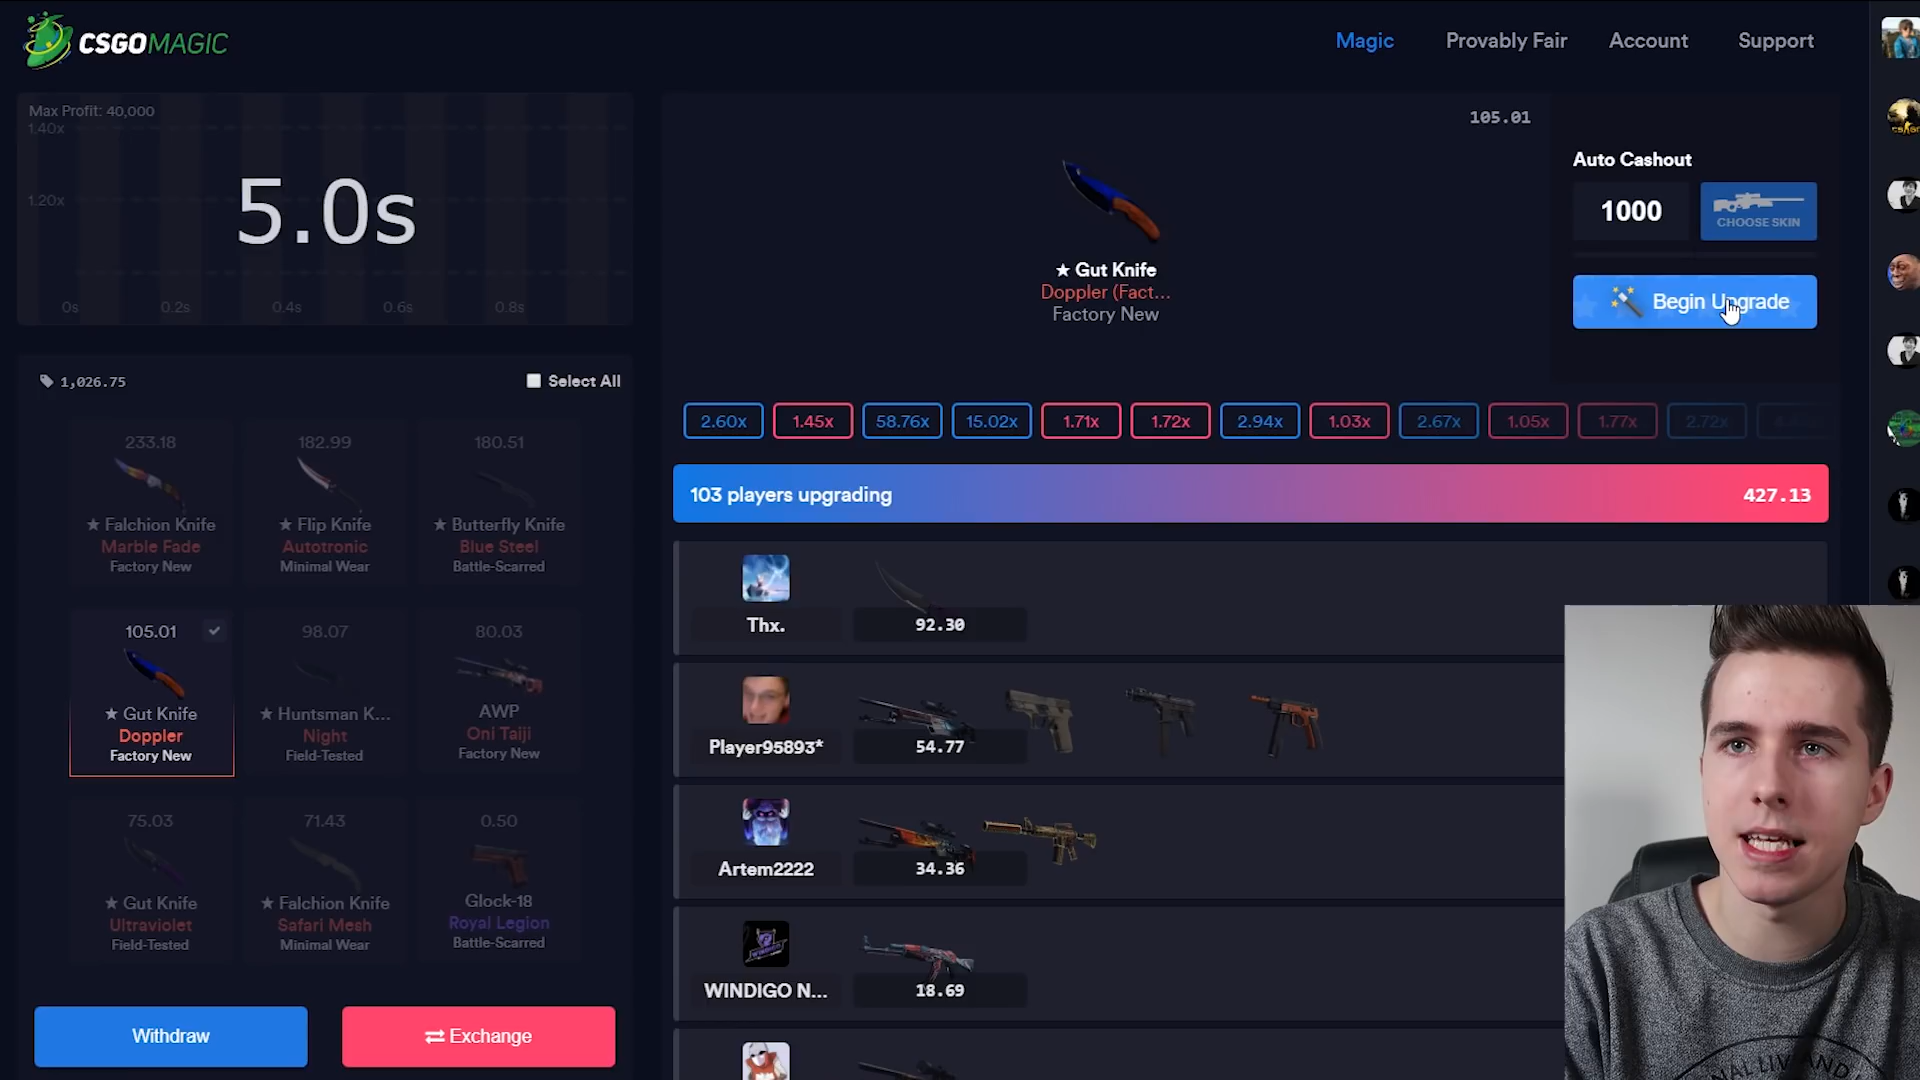 CSGOMAGIC
Magic
Provably Fair
Account
Support
Max Profit: 40,000
1.40x
1.20x
5.0s
0s
0.2s
0.4s
0.6s
0.8s
105.01
★ Gut Knife
Doppler (Fact...
Factory New
Auto Cashout
1000
CHOOSE SKIN
Begin Upgrade
1,026.75
Select All
233.18
★ Falchion Knife
Marble Fade
Factory New
182.99
★ Flip Knife
Autotronic
Minimal Wear
180.51
★ Butterfly Knife
Blue Steel
Battle-Scarred
105.01
★ Gut Knife
Doppler
Factory New
98.07
★ Huntsman K...
Night
Field-Tested
80.03
AWP
Oni Taiji
Factory New
75.03
★ Gut Knife
Ultraviolet
Field-Tested
71.43
★ Falchion Knife
Safari Mesh
Minimal Wear
0.50
Glock-18
Royal Legion
Battle-Scarred
Withdraw
Exchange
2.60x
1.45x
58.76x
15.02x
1.71x
1.72x
2.94x
1.03x
2.67x
1.05x
1.77x
2.72x
103 players upgrading
427.13
Thx.
92.30
Player95893*
54.77
Artem2222
34.36
WINDIGO N...
18.69